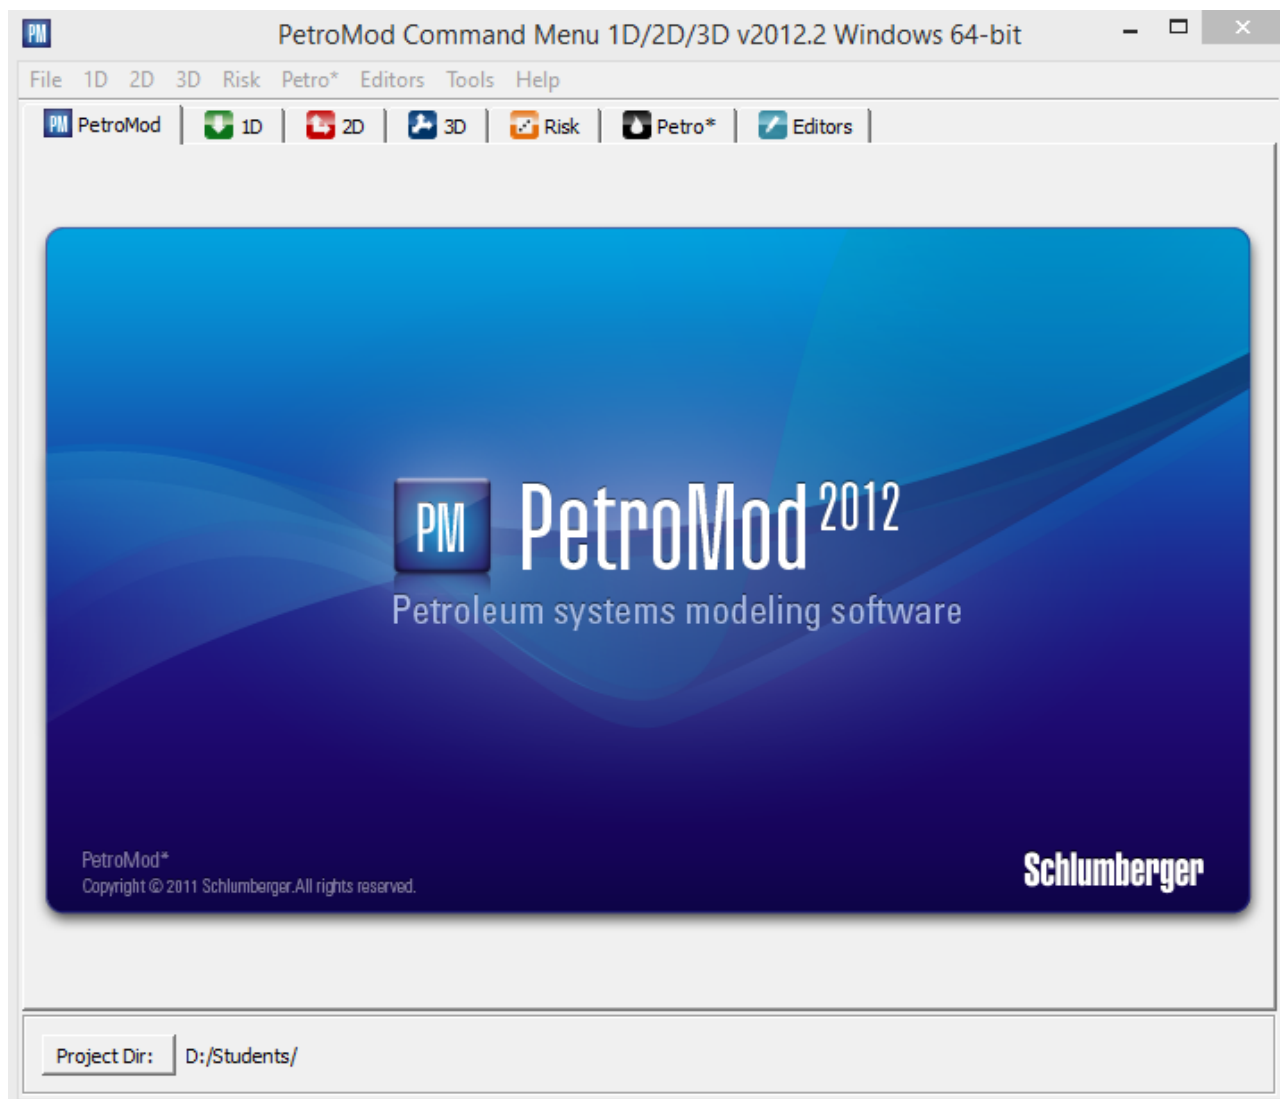 PM PetroMod Command Menu 1D/2D/3D v2012.2 Windows 64-bit
File 1D 2D 3D Risk Petro* Editors Tools Help
PM PetroMod 1D 2D 3D Risk Petro* Editors
PM PetroMod 2012
Petroleum systems modeling software
PetroMod*
Copyright © 2011 Schlumberger.All rights reserved.
Schlumberger
Project Dir: D:/Students/